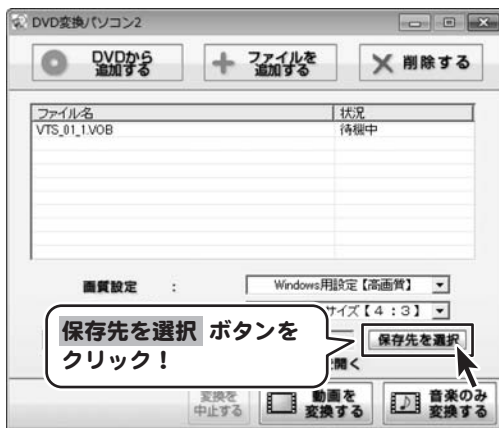 DVD変換パソコン2
DVDから
追加する
ファイルを
追加する
削除する
ファイル名
状況
VTS_01_1.VOB
待機中
画質設定 :
Windows用設定【高画質】
サイズ【4:3】
保存先を選択 ボタンを
クリック！
保存先を選択
開く
変換を
中止する
動画を
変換する
音楽のみ
変換する